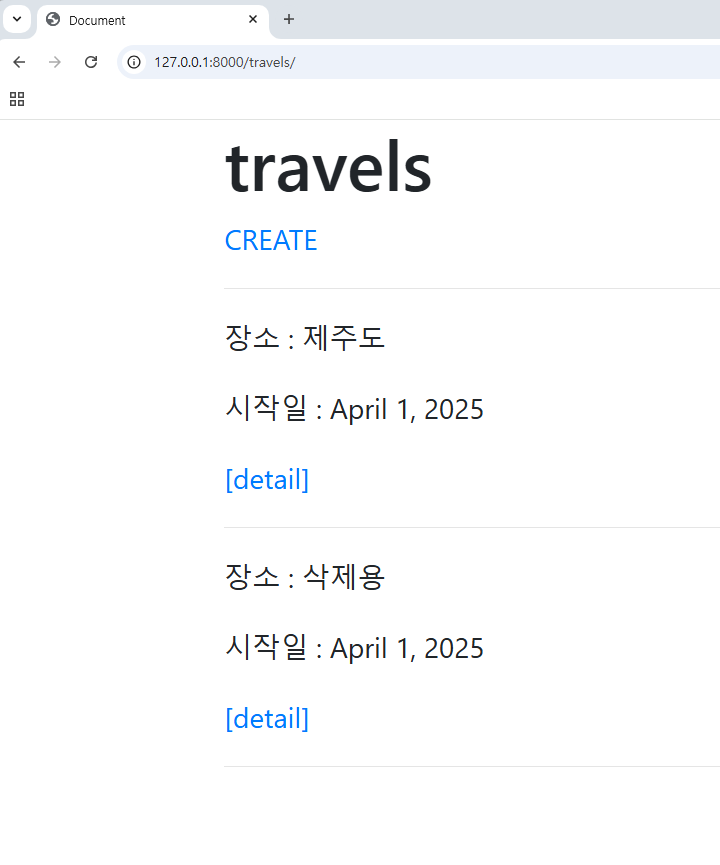 Document
127.0.0.1:8000/travels/
travels
CREATE
장소 : 제주도
시작일 : April 1, 2025
[detail]
장소 : 삭제용
시작일 : April 1, 2025
[detail]